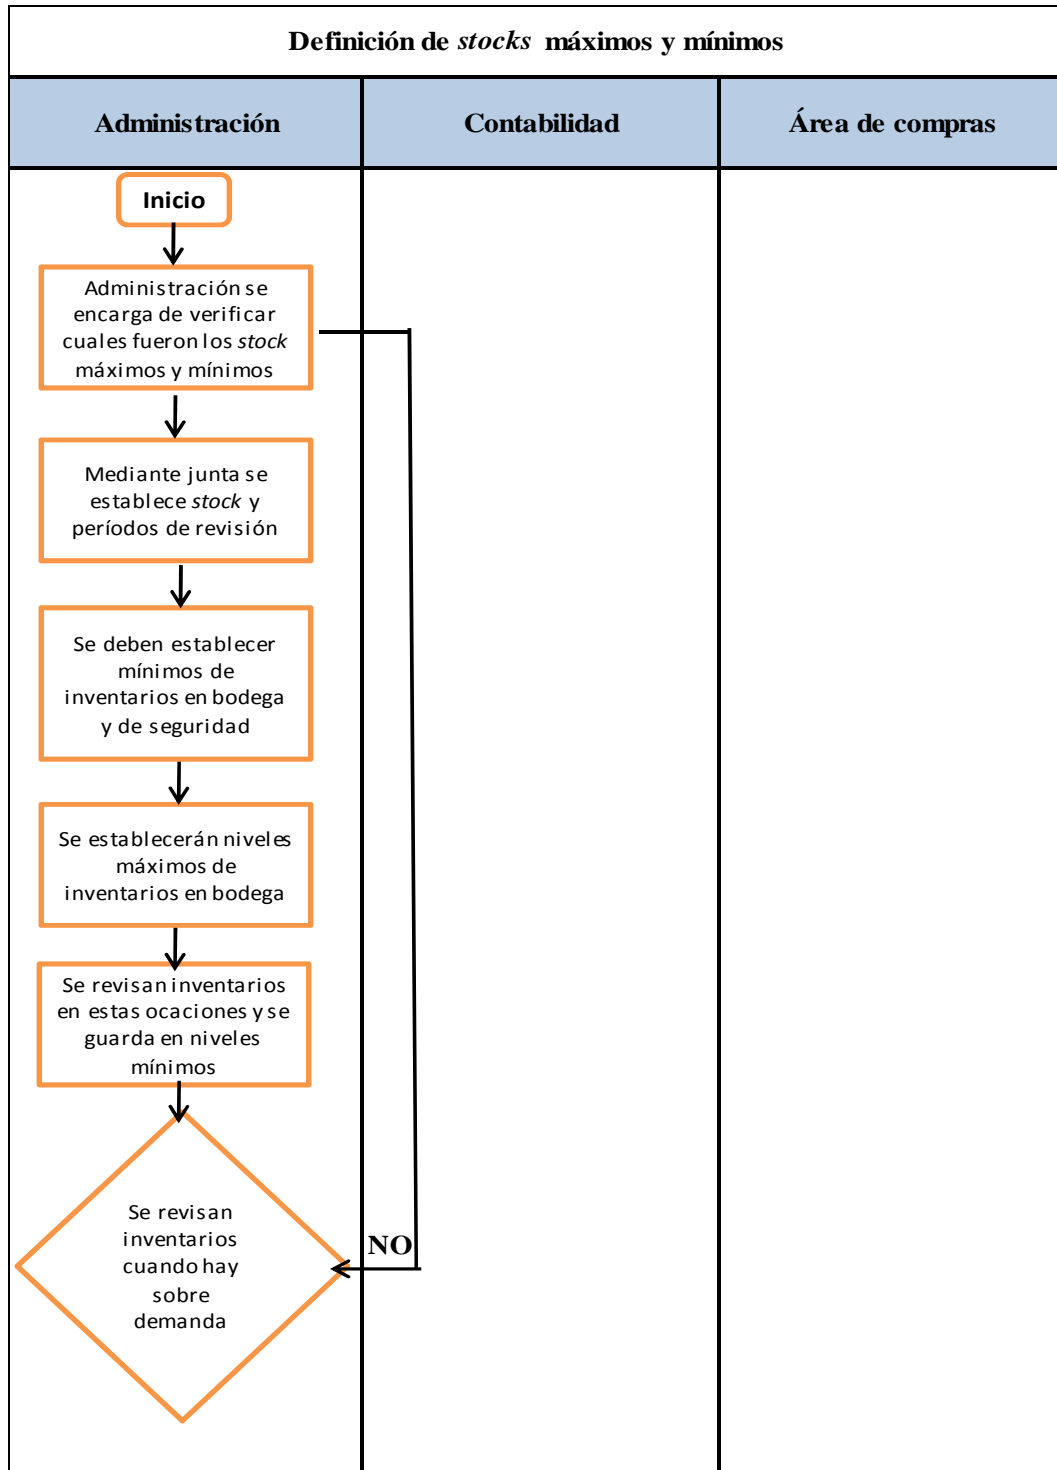 Definición de stocks máximos y mínimos
Administración
Contabilidad
Área de compras
Inicio
Administración se
encarga de verificar
cuales fueron los stock
máximos y mínimos
Mediante junta se
establece stock y
períodos de revisión
Se deben establecer
mínimos de
inventarios en bodega
y de seguridad
Se establecerán niveles
máximos de
inventarios en bodega
Se revisan inventarios
en estas ocaciones y se
guarda en niveles
mínimos
Se revisan
inventarios
cuando hay
sobre
demanda
NO